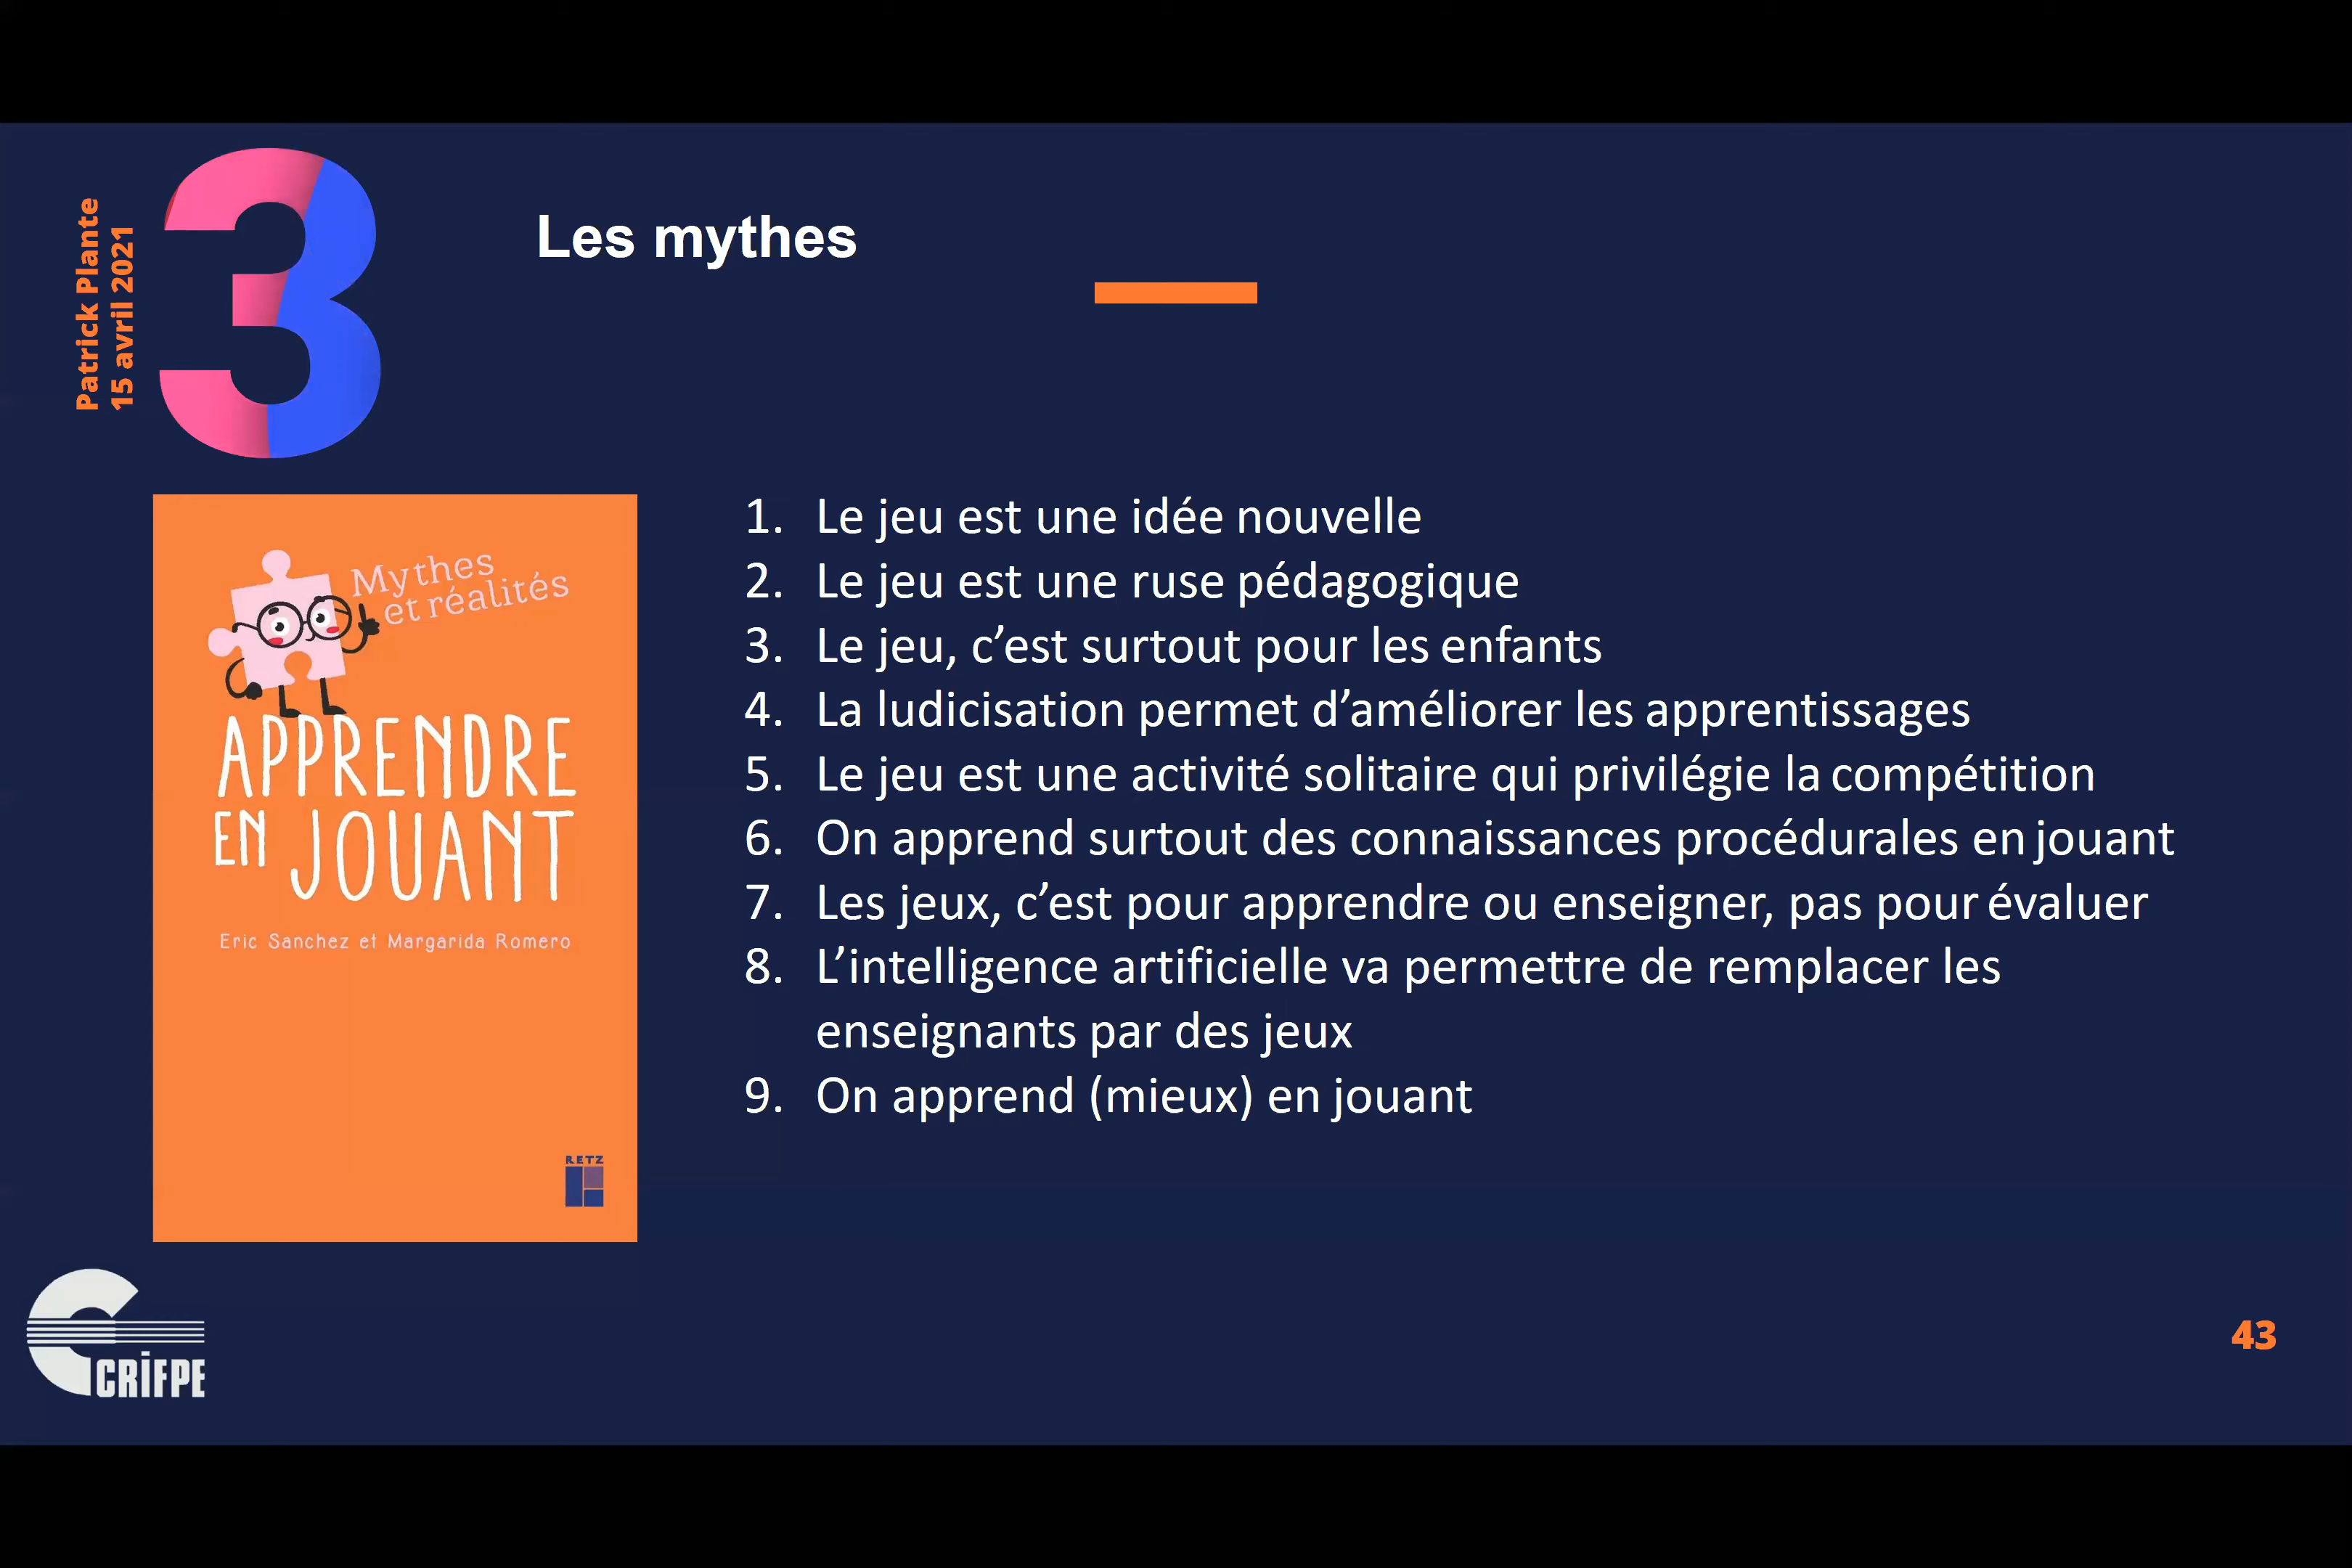 Patrick Plante
15 avril 2021
3
Les mythes
Mythes
et réalités
APPRENDRE
EN JOUANT
Eric Sanchez et Margarida Romero
RETZ
1. Le jeu est une idée nouvelle
2. Le jeu est une ruse pédagogique
3. Le jeu, c’est surtout pour les enfants
4. La ludicisation permet d’améliorer les apprentissages
5. Le jeu est une activité solitaire qui privilégie la compétition
6. On apprend surtout des connaissances procédurales en jouant
7. Les jeux, c’est pour apprendre ou enseigner, pas pour évaluer
8. L’intelligence artificielle va permettre de remplacer les
enseignants par des jeux
9. On apprend (mieux) en jouant
CRIFPE
43